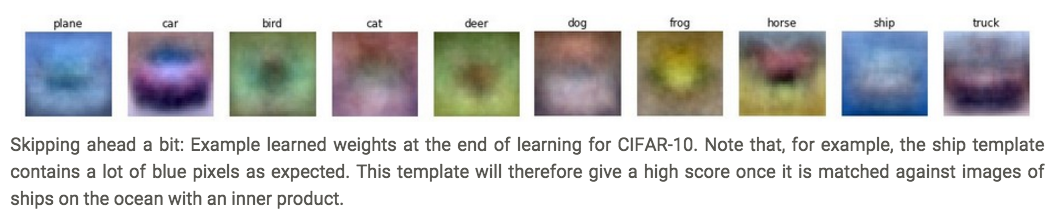 plane car bird cat deer dog frog horse ship truck
Skipping ahead a bit: Example learned weights at the end of learning for CIFAR-10. Note that, for example, the ship template
contains a lot of blue pixels as expected. This template will therefore give a high score once it is matched against images of
ships on the ocean with an inner product.